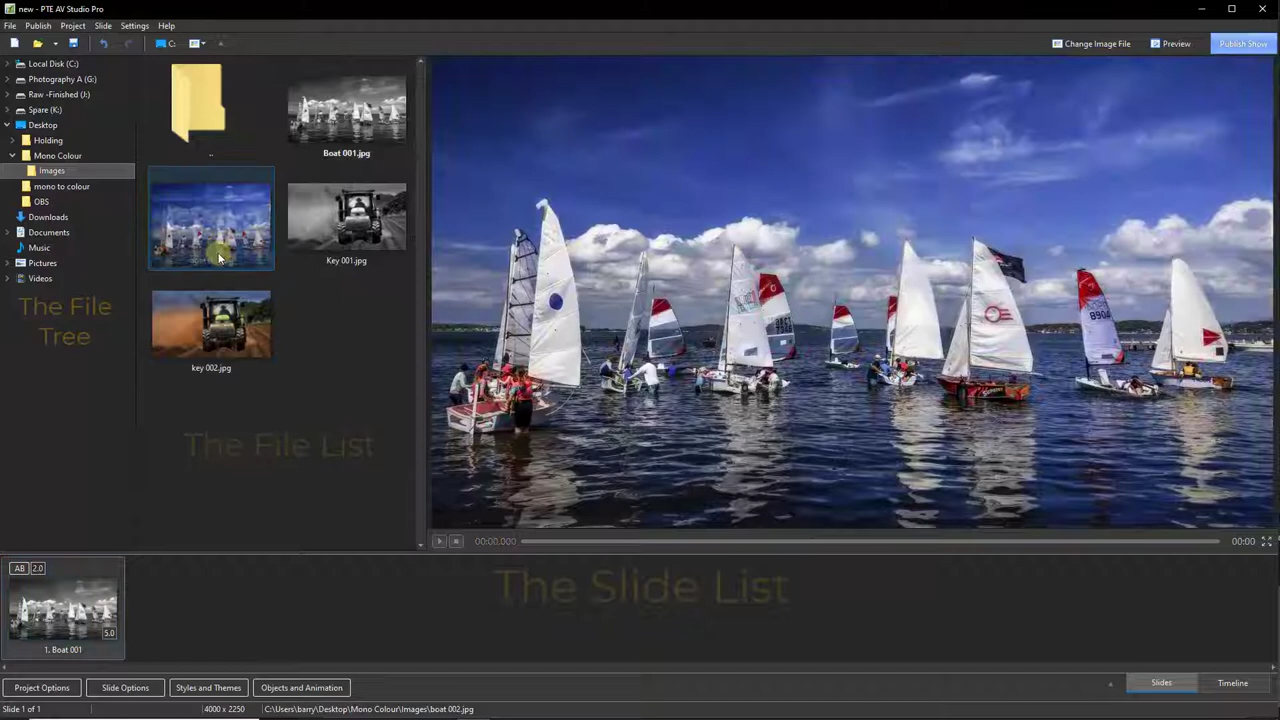 new - PTE AV Studio Pro
File Publish Project Slide Settings Help
C: Change Image File Preview Publish Show
Local Disk (C:)
Photography A (G:)
Raw -Finished (J:)
Spare (K:)
Desktop
Holding
Mono Colour
Images
mono to colour
OBS
Downloads
Documents
Music
Pictures
Videos
The File
Tree
..
Boat 001.jpg
Key 001.jpg
key 002.jpg
The File List
8904
00:00.000
00:00
AB 2.0
5.0
1. Boat 001
The Slide List
Project Options Slide Options Styles and Themes Objects and Animation Slides Timeline
Slide 1 of 1 4000 x 2250 C:\Users\barry\Desktop\Mono Colour\Images\boat 002.jpg